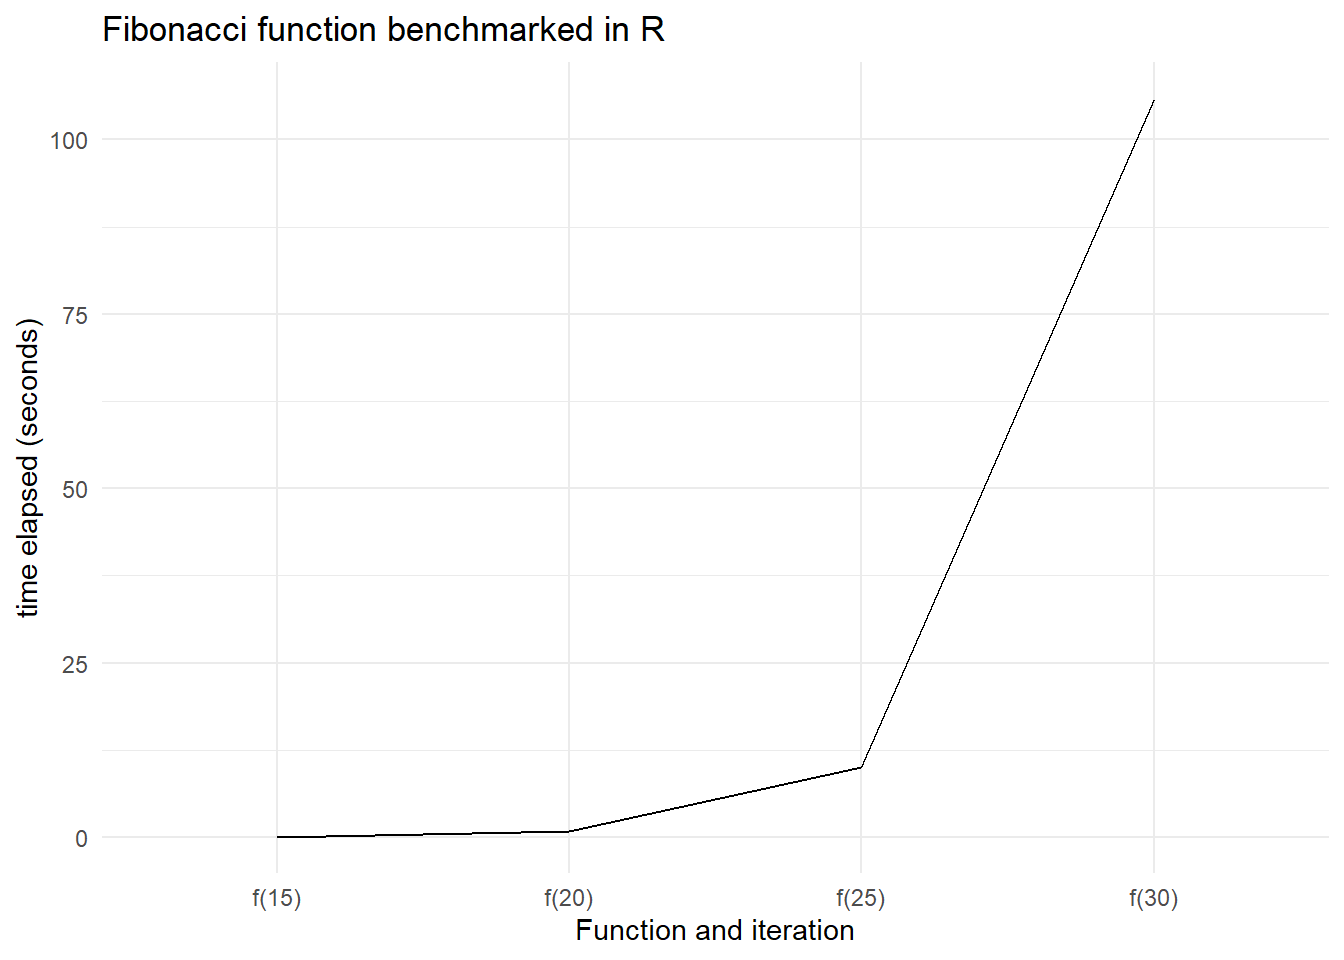 Fibonacci function benchmarked in R
100
75
50
25
0
time elapsed (seconds)
f(15) f(20) f(25) f(30)
Function and iteration